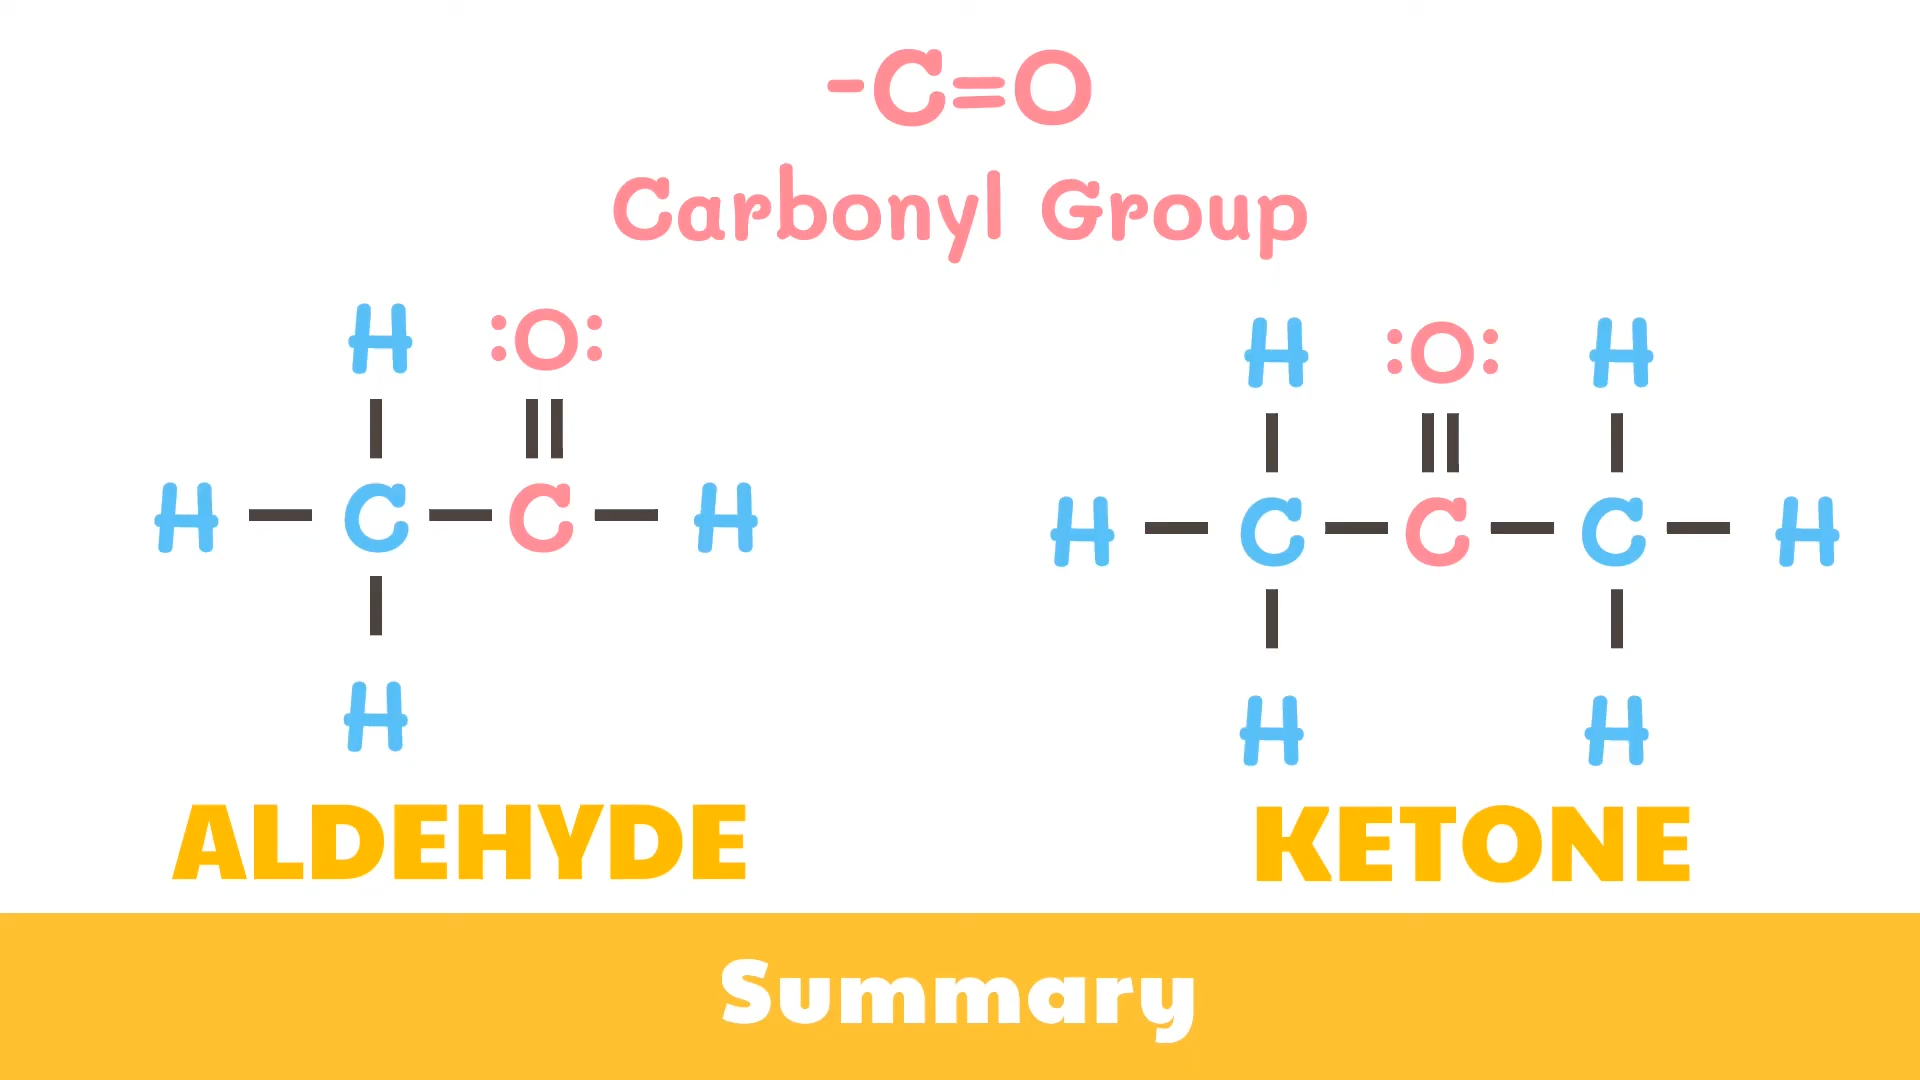 -C=O
Carbonyl Group
H :O: H :O: H
H — C — C — H H — C — C — C — H
H H H
ALDEHYDE KETONE
Summary